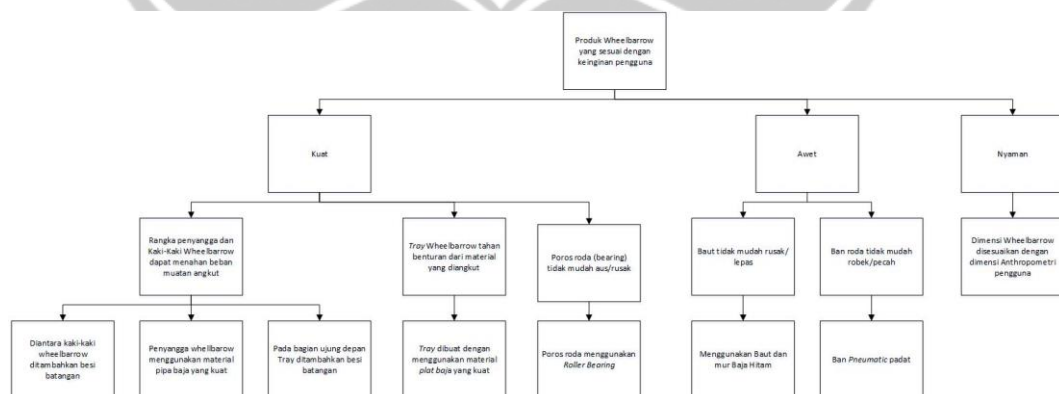 Produk Wheelbarrow
yang sesuai dengan
keinginan pengguna
Kuat
Awet
Nyaman
Rangka penyangga dan
Kaki-Kaki Wheelbarrow
dapat menahan beban
muatan angkut
Tray Wheelbarrow tahan
benturan dari material
yang diangkut
Poros roda (bearing)
tidak mudah aus/rusak
Baut tidak mudah rusak/
lepas
Ban roda tidak mudah
robek/pecah
Dimensi Wheelbarrow
disesuaikan dengan
dimensi Anthropometri
pengguna
Diantara kaki-kaki
wheelbarrow
ditambahkan besi
batangan
Penyangga whellbarow
menggunakan material
pipa baja yang kuat
Pada bagian ujung depan
Tray ditambahkan besi
batangan
Tray dibuat dengan
menggunakan material
plat baja yang kuat
Poros roda menggunakan
Roller Bearing
Menggunakan Baut dan
mur Baja Hitam
Ban Pneumatic padat